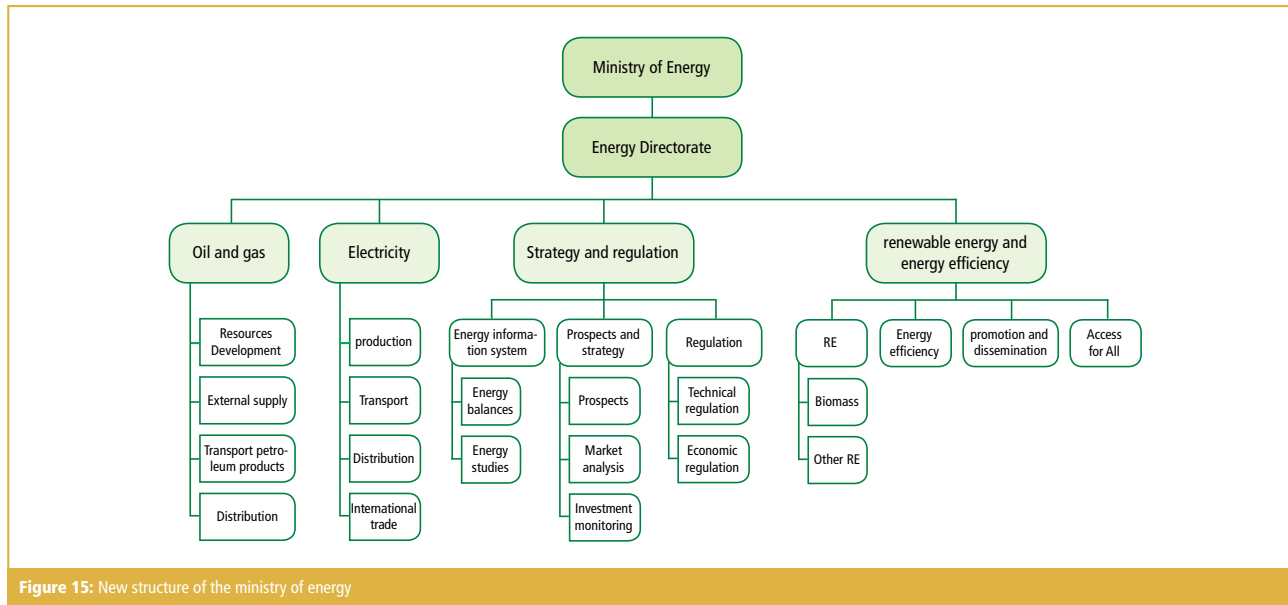 Ministry of Energy
Energy Directorate
Oil and gas
Electricity
Strategy and regulation
renewable energy and
energy efficiency
Resources
Development
External supply
Transport petro-
leum products
Distribution
production
Transport
Distribution
International
trade
Energy informa-
tion system
Energy
balances
Energy
studies
Prospects and
strategy
Prospects
Market
analysis
Investment
monitoring
Regulation
Technical
regulation
Economic
regulation
RE
Biomass
Other RE
Energy
efficiency
promotion and
dissemination
Access
for All
Figure 15: New structure of the ministry of energy